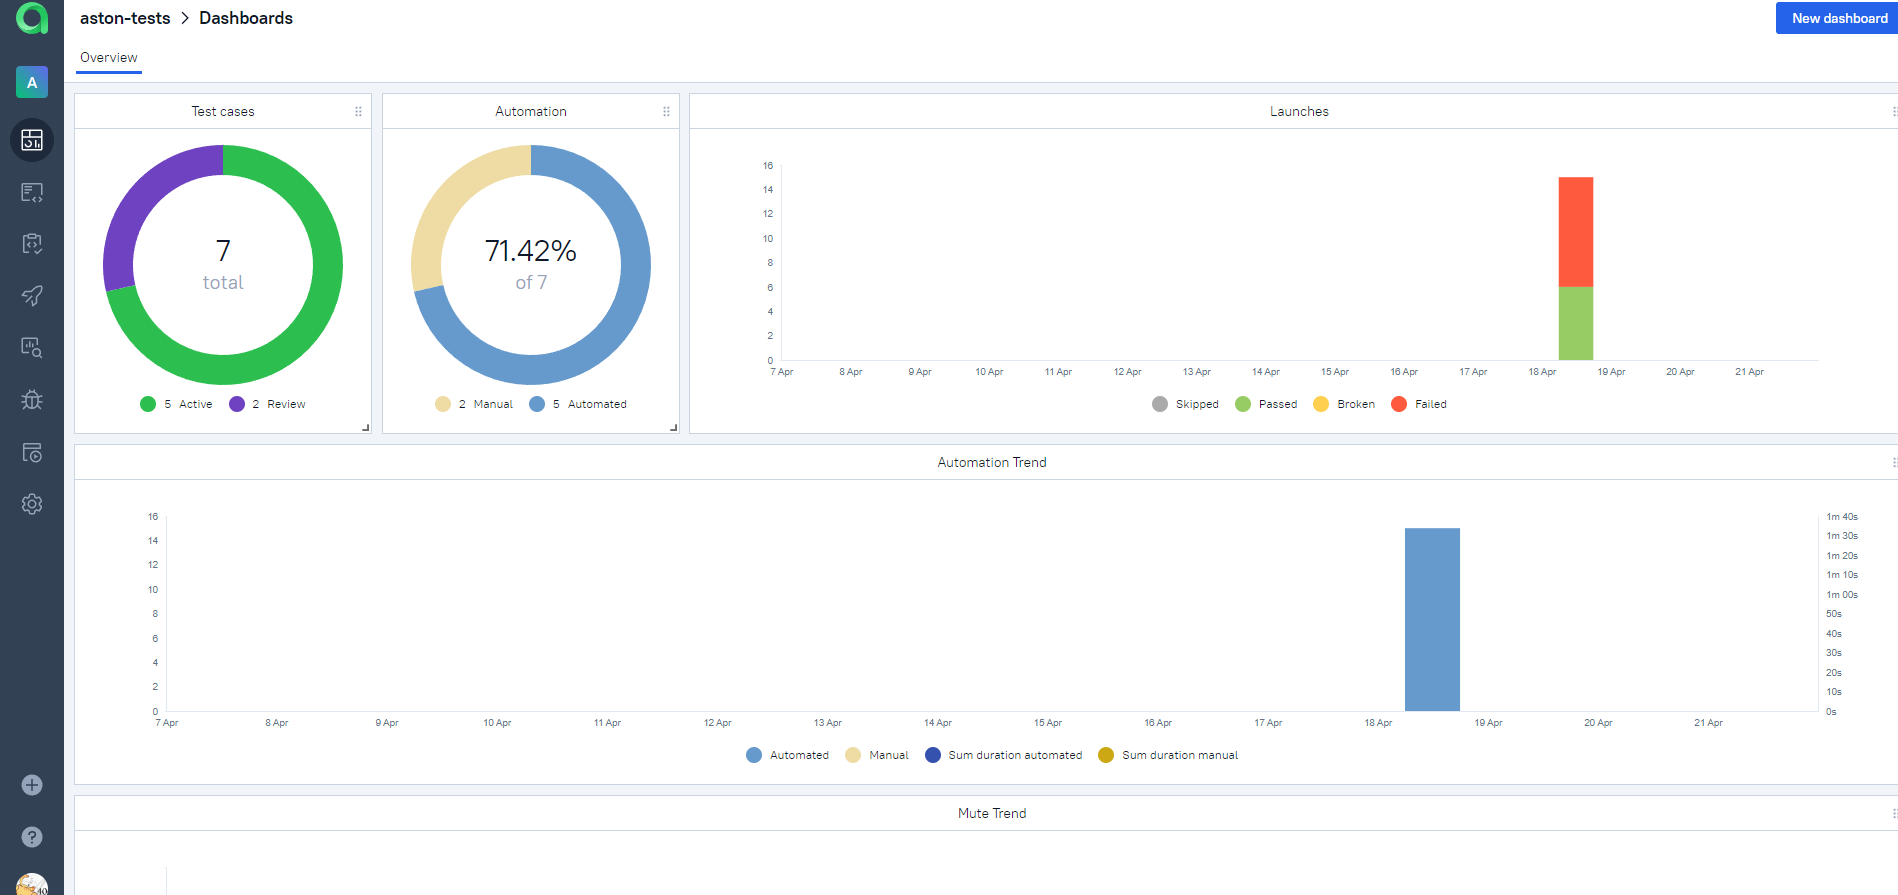 aston-tests > Dashboards
New dashboard
A
Overview
Test cases
7
total
5 Active
2 Review
Automation
71.42%
of 7
2 Manual
5 Automated
Launches
16
14
12
10
8
6
4
2
0
7 Apr 8 Apr 9 Apr 10 Apr 11 Apr 12 Apr 13 Apr 14 Apr 15 Apr 16 Apr 17 Apr 18 Apr 19 Apr 20 Apr 21 Apr
Skipped Passed Broken Failed
Automation Trend
16
14
12
10
8
6
4
2
0
1m 40s
1m 30s
1m 20s
1m 10s
1m 00s
50s
40s
30s
20s
10s
0s
7 Apr 8 Apr 9 Apr 10 Apr 11 Apr 12 Apr 13 Apr 14 Apr 15 Apr 16 Apr 17 Apr 18 Apr 19 Apr 20 Apr 21 Apr
Automated Manual Sum duration automated Sum duration manual
Mute Trend